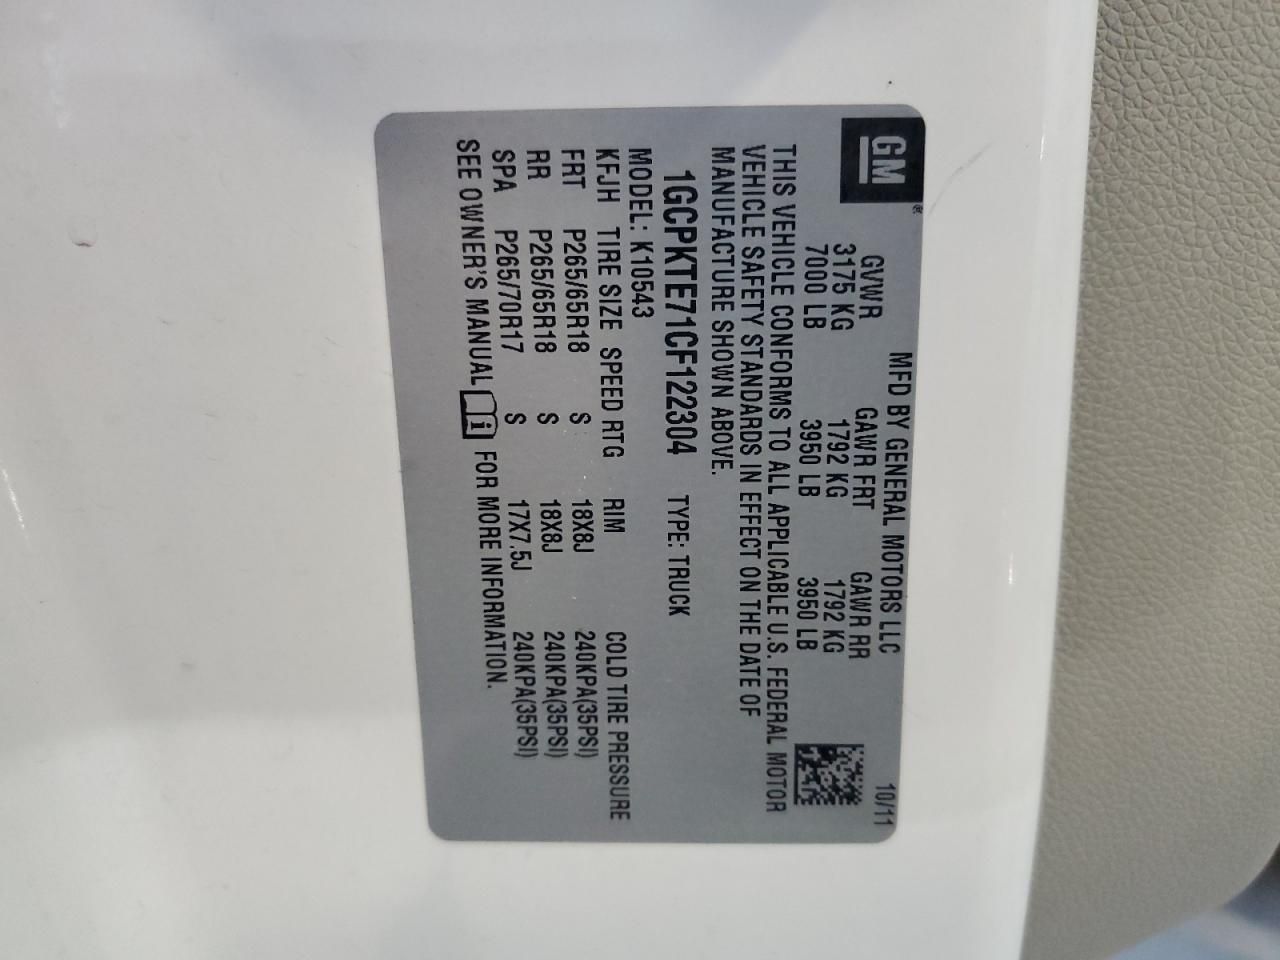 GM®
MFD BY GENERAL MOTORS LLC 10/11
GVWR GAWR FRT GAWR RR
3175 KG 1792 KG 1792 KG
7000 LB 3950 LB 3950 LB
THIS VEHICLE CONFORMS TO ALL APPLICABLE U.S. FEDERAL MOTOR
VEHICLE SAFETY STANDARDS IN EFFECT ON THE DATE OF
MANUFACTURE SHOWN ABOVE.
1GCPKTE71CF122304 TYPE: TRUCK
MODEL: K10543
KFJH TIRE SIZE SPEED RTG RIM COLD TIRE PRESSURE
FRT P265/65R18 S 18X8J 240KPA(35PSI)
RR P265/65R18 S 18X8J 240KPA(35PSI)
SPA P265/70R17 S 17X7.5J 240KPA(35PSI)
SEE OWNER'S MANUAL i FOR MORE INFORMATION.